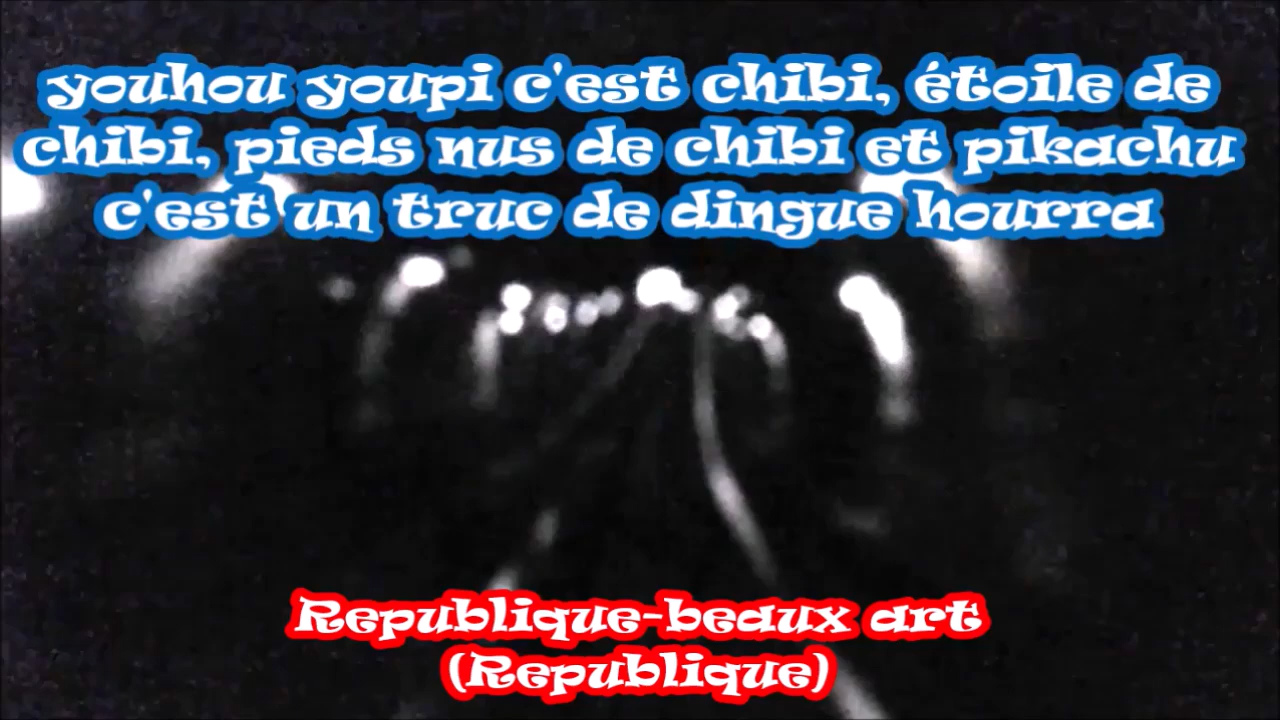 youhou youpi c'est chibi, étoile de
chibi, pieds nus de chibi et pikachu
c'est un truc de dingue hourra
Republique-beaux art
(Republique)